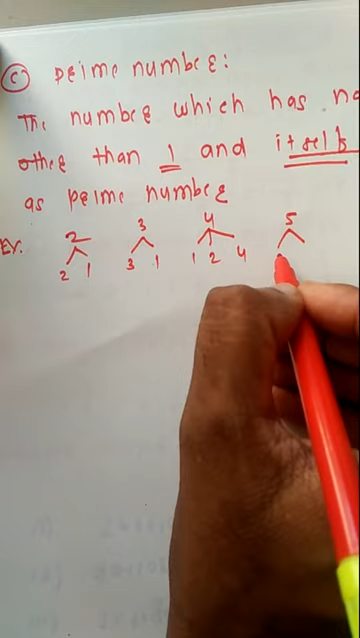 (C) prime number:
The number which has no
other than 1 and itself
as prime number
Ex. 2 3 4 5
2 1 3 1 1 2 4